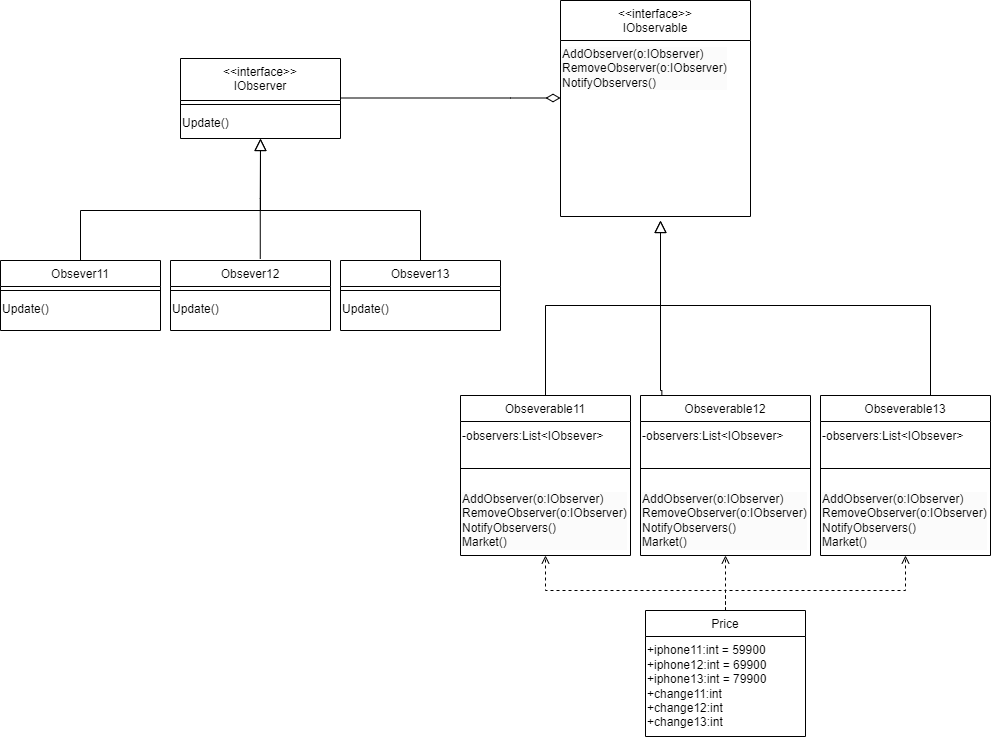 <<interface>>
IObservable
AddObserver(o:IObserver)
RemoveObserver(o:IObserver)
NotifyObservers()
<<interface>>
IObserver
Update()
Obsever11
Update()
Obsever12
Update()
Obsever13
Update()
Obseverable11
-observers:List<IObsever>
AddObserver(o:IObserver)
RemoveObserver(o:IObserver)
NotifyObservers()
Market()
Obseverable12
-observers:List<IObsever>
AddObserver(o:IObserver)
RemoveObserver(o:IObserver)
NotifyObservers()
Market()
Obseverable13
-observers:List<IObsever>
AddObserver(o:IObserver)
RemoveObserver(o:IObserver)
NotifyObservers()
Market()
Price
+iphone11:int = 59900
+iphone12:int = 69900
+iphone13:int = 79900
+change11:int
+change12:int
+change13:int